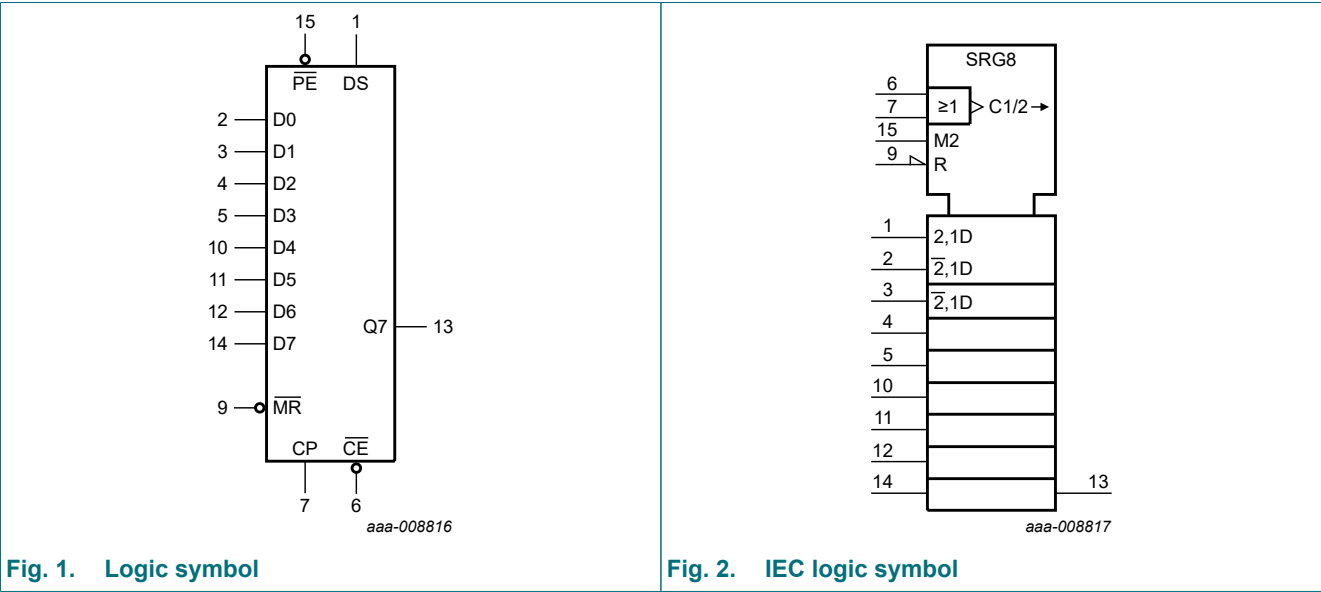 15 1
PE DS
2 D0
3 D1
4 D2
5 D3
10 D4
11 D5
12 D6
Q7 13
14 D7
9 MR
CP CE
7 6
aaa-008816
Fig. 1. Logic symbol
SRG8
6
7 ≥1 C1/2
15 M2
9 R
1 2,1D
2 2̅,1D
3 2̅,1D
4
5
10
11
12
14 13
aaa-008817
Fig. 2. IEC logic symbol